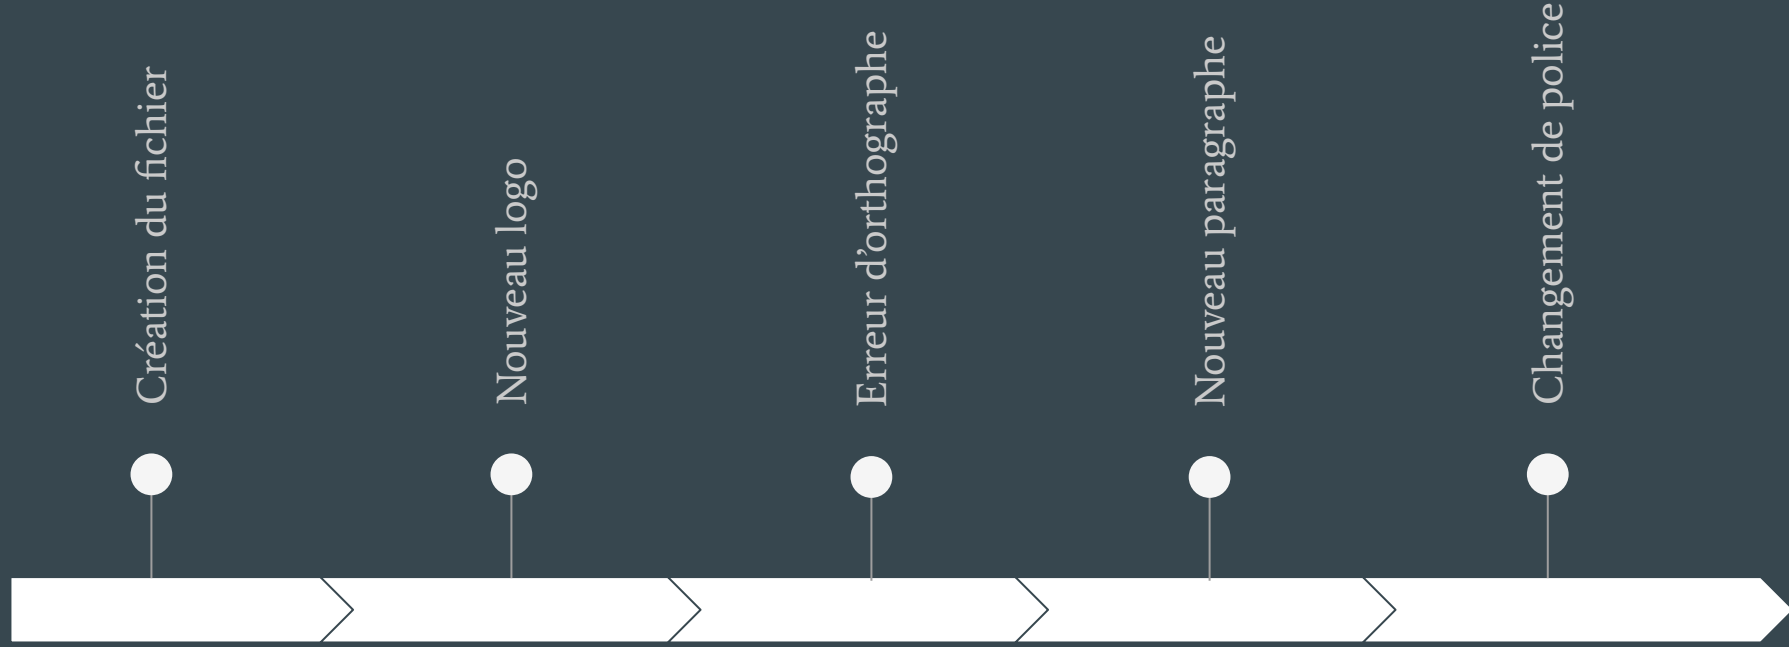 Création du fichier
Nouveau logo
Erreur d’orthographe
Nouveau paragraphe
Changement de police